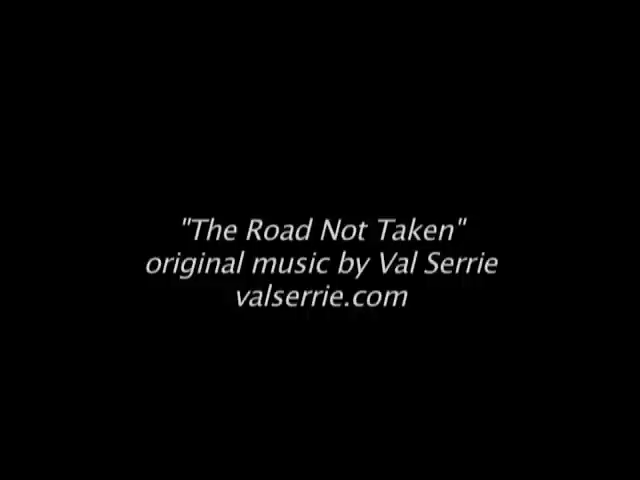 "The Road Not Taken"
original music by Val Serrie
valserrie.com